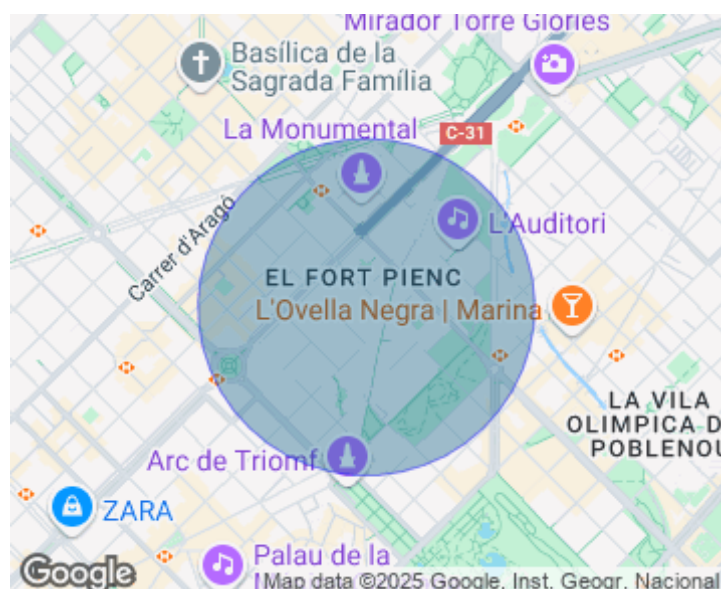 Mirador Torre Glòries
Basílica de la
Sagrada Família
La Monumental
C-31
Carrer d'Aragó
L'Auditori
EL FORT PIENC
L'Ovella Negra | Marina
LA VILA
OLIMPICA D
POBLENOU
Arc de Triomf
ZARA
Palau de la
Google
Map data ©2025 Google, Inst. Geogr. Nacional